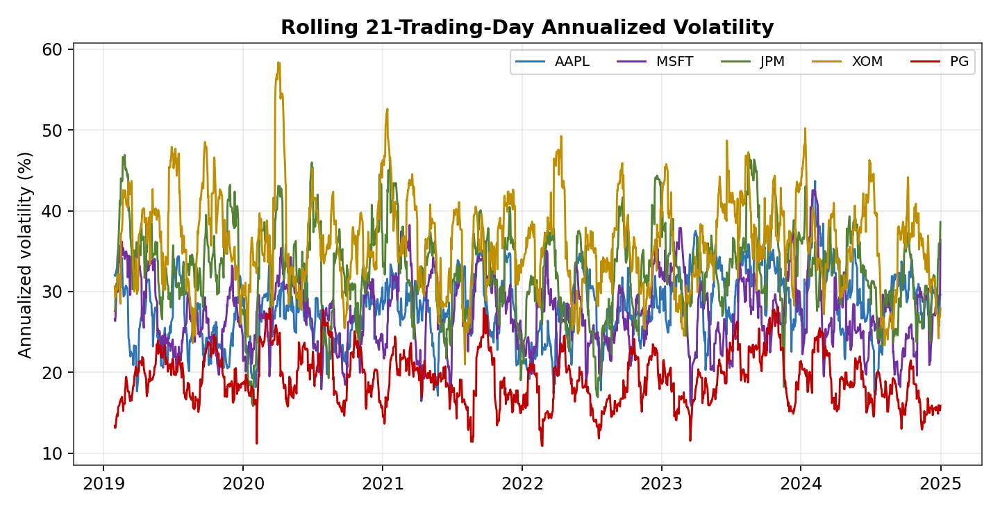 Rolling 21-Trading-Day Annualized Volatility
AAPL MSFT JPM XOM PG
Annualized volatility (%)
60
50
40
30
20
10
2019 2020 2021 2022 2023 2024 2025